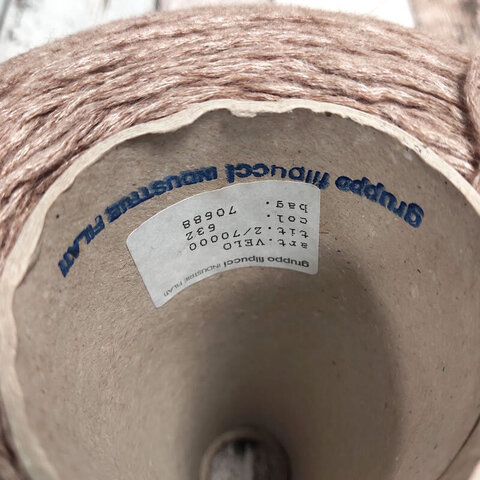 gruppo filpucci INDUSTRIE FILATI
gruppo filpucci INDUSTRIE FILATI
art. VELO
tit. 2/70000
col. 632
bag. 70688